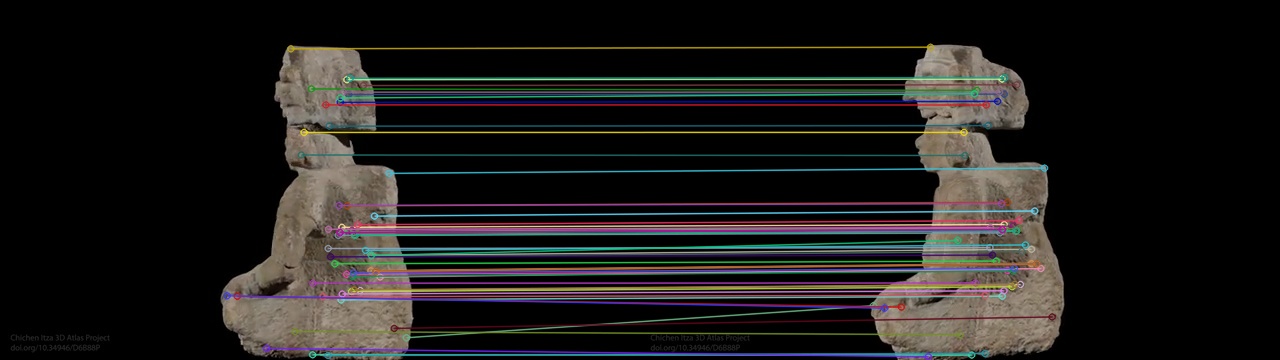 Chichen Itza 3D Atlas Project
doi.org/10.34946/D6B88P
Chichen Itza 3D Atlas Project
doi.org/10.34946/D6B88P